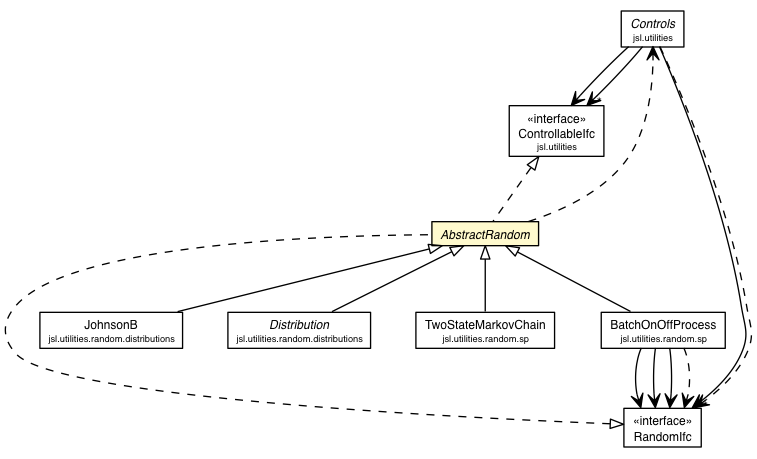 Controls
jsl.utilities
«interface»
ControllableIfc
jsl.utilities
AbstractRandom
JohnsonB
jsl.utilities.random.distributions
Distribution
jsl.utilities.random.distributions
TwoStateMarkovChain
jsl.utilities.random.sp
BatchOnOffProcess
jsl.utilities.random.sp
«interface»
RandomIfc